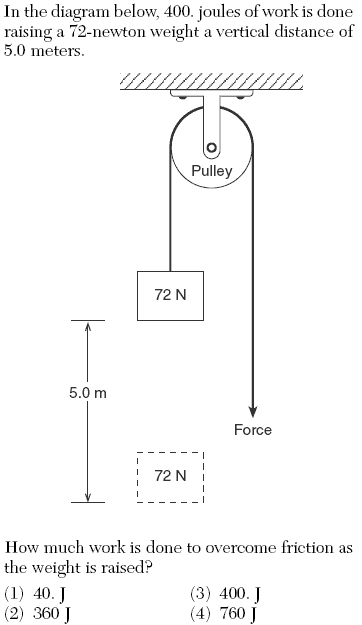 In the diagram below, 400. joules of work is done
raising a 72-newton weight a vertical distance of
5.0 meters.
Pulley
72 N
5.0 m
Force
72 N
How much work is done to overcome friction as
the weight is raised?
(1) 40. J (3) 400. J
(2) 360 J (4) 760 J